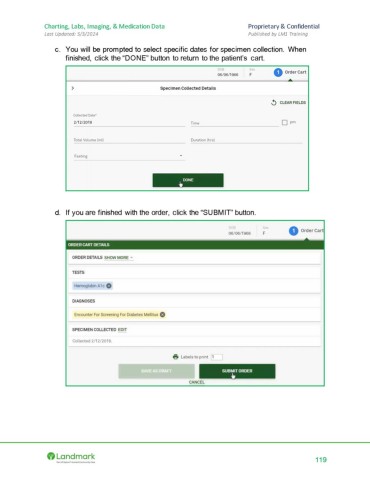 Charting, Labs, Imaging, & Medication Data Proprietary & Confidential
Last Updated: 5/3/2024 Published by LMI Training
c. You will be prompted to select specific dates for specimen collection. When
finished, click the “DONE” button to return to the patient’s cart.
F 1 Order Cart
Specimen Collected Details
CLEAR FIELDS
Collected Date*
2/12/2018 Time pm
Total Volume (ml) Duration (hrs)
Fasting
DONE
d. If you are finished with the order, click the “SUBMIT” button.
F 1 Order Cart
ORDER CART DETAILS
ORDER DETAILS SHOW MORE
TESTS
Hemoglobin A1c
DIAGNOSES
Encounter For Screening For Diabetes Mellitus
SPECIMEN COLLECTED EDIT
Collected 2/12/2018,
Labels to print 1
SAVE AS DRAFT SUBMIT ORDER
CANCEL
Landmark
119